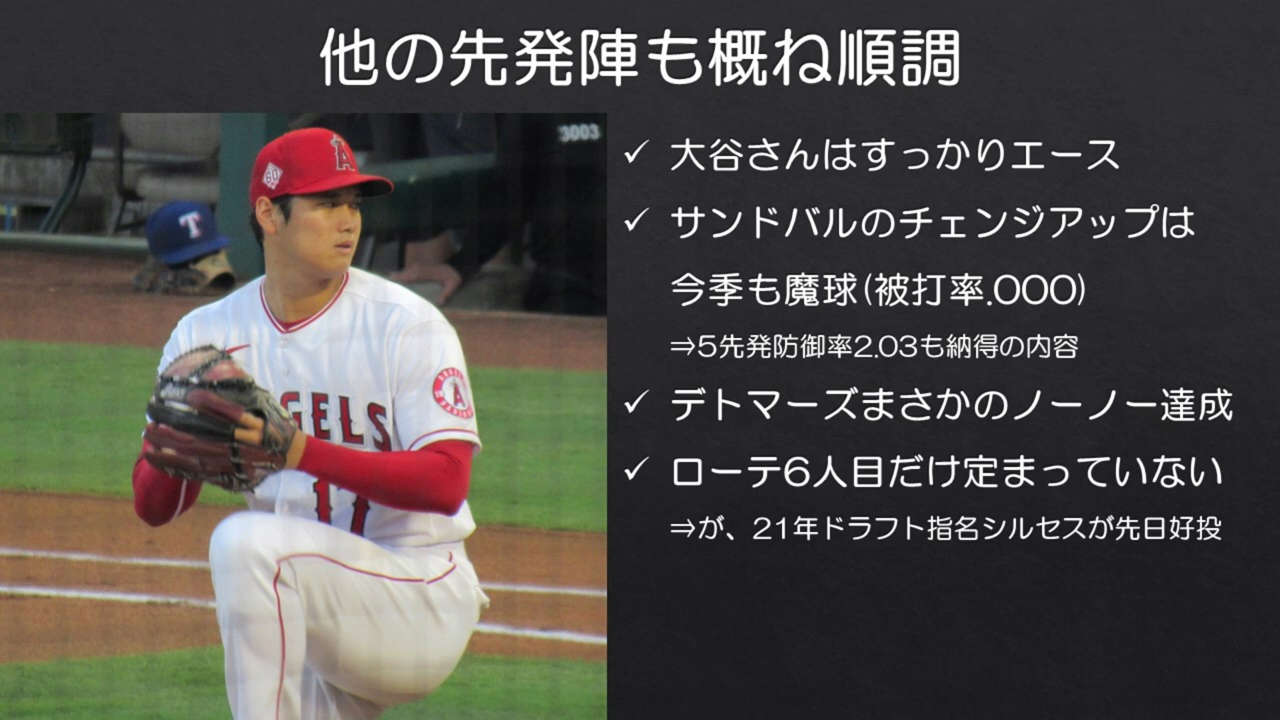 他の先発陣も概ね順調
3003
A
T
ANGELS
17
✓ 大谷さんはすっかりエース
✓ サンドバルのチェンジアップは
今季も魔球(被打率.000)
⇒5先発防御率2.03も納得の内容
✓ デトマーズまさかのノーノー達成
✓ ローテ6人目だけ定まっていない
⇒が、21年ドラフト指名シルセスが先日好投